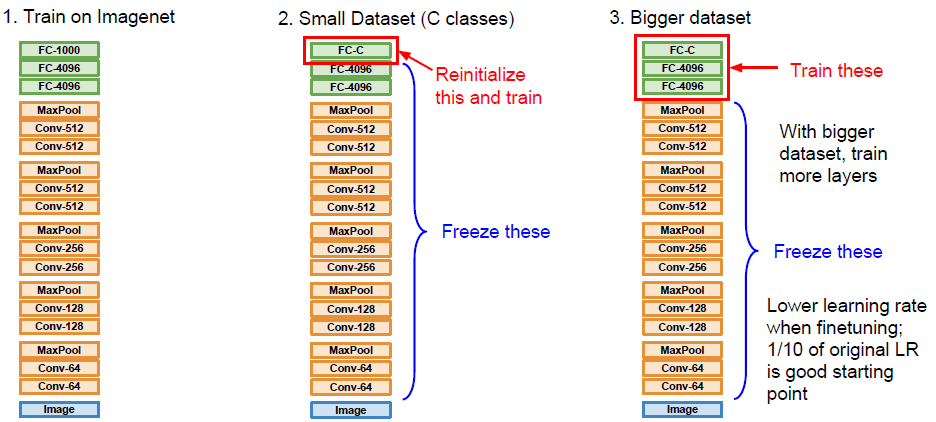 1. Train on Imagenet
FC-1000
FC-4096
FC-4096
MaxPool
Conv-512
Conv-512
MaxPool
Conv-512
Conv-512
MaxPool
Conv-256
Conv-256
MaxPool
Conv-128
Conv-128
MaxPool
Conv-64
Conv-64
Image
2. Small Dataset (C classes)
FC-C
FC-4096
FC-4096
MaxPool
Conv-512
Conv-512
MaxPool
Conv-512
Conv-512
MaxPool
Conv-256
Conv-256
MaxPool
Conv-128
Conv-128
MaxPool
Conv-64
Conv-64
Image
Reinitialize
this and train
Freeze these
3. Bigger dataset
FC-C
FC-4096
FC-4096
MaxPool
Conv-512
Conv-512
MaxPool
Conv-512
Conv-512
MaxPool
Conv-256
Conv-256
MaxPool
Conv-128
Conv-128
MaxPool
Conv-64
Conv-64
Image
Train these
With bigger
dataset, train
more layers
Freeze these
Lower learning rate
when finetuning;
1/10 of original LR
is good starting
point